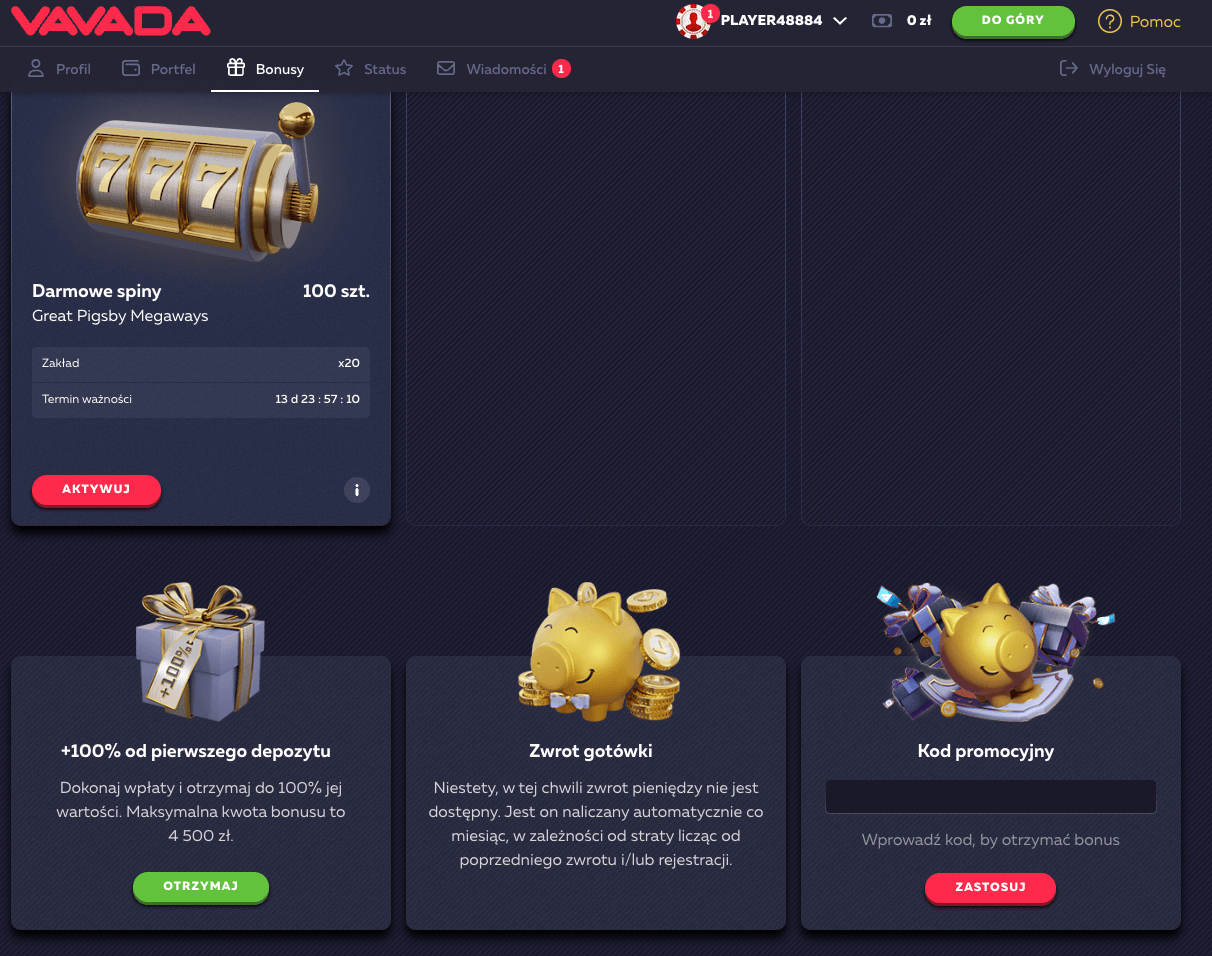 VAVADA
1
PLAYER48884
0 zł
DO GÓRY
? Pomoc
Profil
Portfel
Bonusy
Status
Wiadomości 1
Wyloguj Się
777
Darmowe spiny 100 szt.
Great Pigsby Megaways
Zakład x20
Termin ważności 13 d 23 : 57 : 10
AKTYWUJ
i
+100%
+100% od pierwszego depozytu
Dokonaj wpłaty i otrzymaj do 100% jej
wartości. Maksymalna kwota bonusu to
4 500 zł.
OTRZYMAJ
Zwrot gotówki
Niestety, w tej chwili zwrot pieniędzy nie jest
dostępny. Jest on naliczany automatycznie co
miesiąc, w zależności od straty licząc od
poprzedniego zwrotu i/lub rejestracji.
Kod promocyjny
Wprowadź kod, by otrzymać bonus
ZASTOSUJ